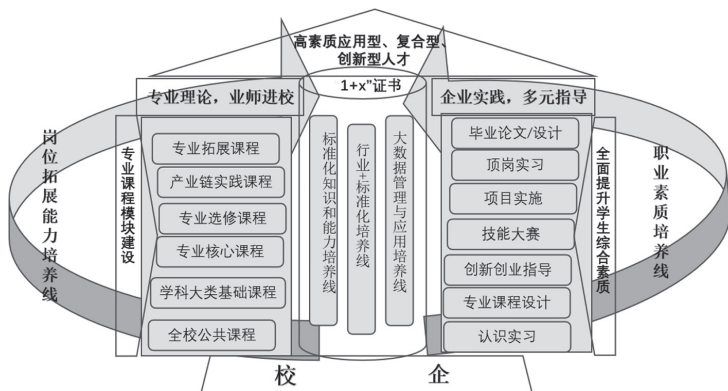 高素质应用型、复合型、
创新型人才
1+x”证书
专业理论，业师进校
企业实践，多元指导
岗位拓展能力培养线
专业课程模块建设
专业拓展课程
产业链实践课程
专业选修课程
专业核心课程
学科大类基础课程
全校公共课程
标准化知识和能力培养线
行业+标准化培养线
大数据管理与应用培养线
毕业论文/设计
顶岗实习
项目实施
技能大赛
创新创业指导
专业课程设计
认识实习
全面提升学生综合素质
职业素质培养线
校 企